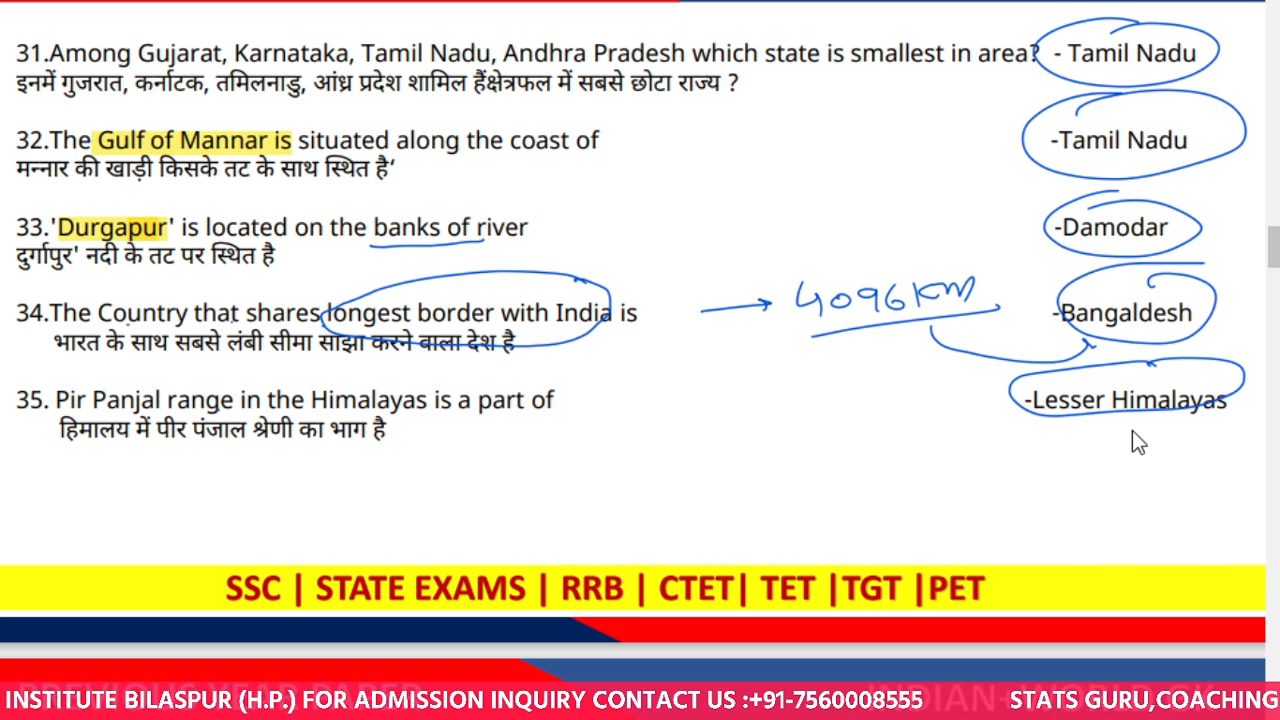 31.Among Gujarat, Karnataka, Tamil Nadu, Andhra Pradesh which state is smallest in area? - Tamil Nadu
इनमें गुजरात, कर्नाटक, तमिलनाडु, आंध्र प्रदेश शामिल हैंक्षेत्रफल में सबसे छोटा राज्य ?
32.The Gulf of Mannar is situated along the coast of -Tamil Nadu
मन्नार की खाड़ी किसके तट के साथ स्थित है‘
33.'Durgapur' is located on the banks of river -Damodar
दुर्गापुर' नदी के तट पर स्थित है
34.The Country that shares longest border with India is → 4096 KM -Bangaldesh
भारत के साथ सबसे लंबी सीमा साझा करने वाला देश है
35. Pir Panjal range in the Himalayas is a part of -Lesser Himalayas
हिमालय में पीर पंजाल श्रेणी का भाग है
SSC | STATE EXAMS | RRB | CTET| TET |TGT |PET
INSTITUTE BILASPUR (H.P.) FOR ADMISSION INQUIRY CONTACT US :+91-7560008555 STATS GURU,COACHING